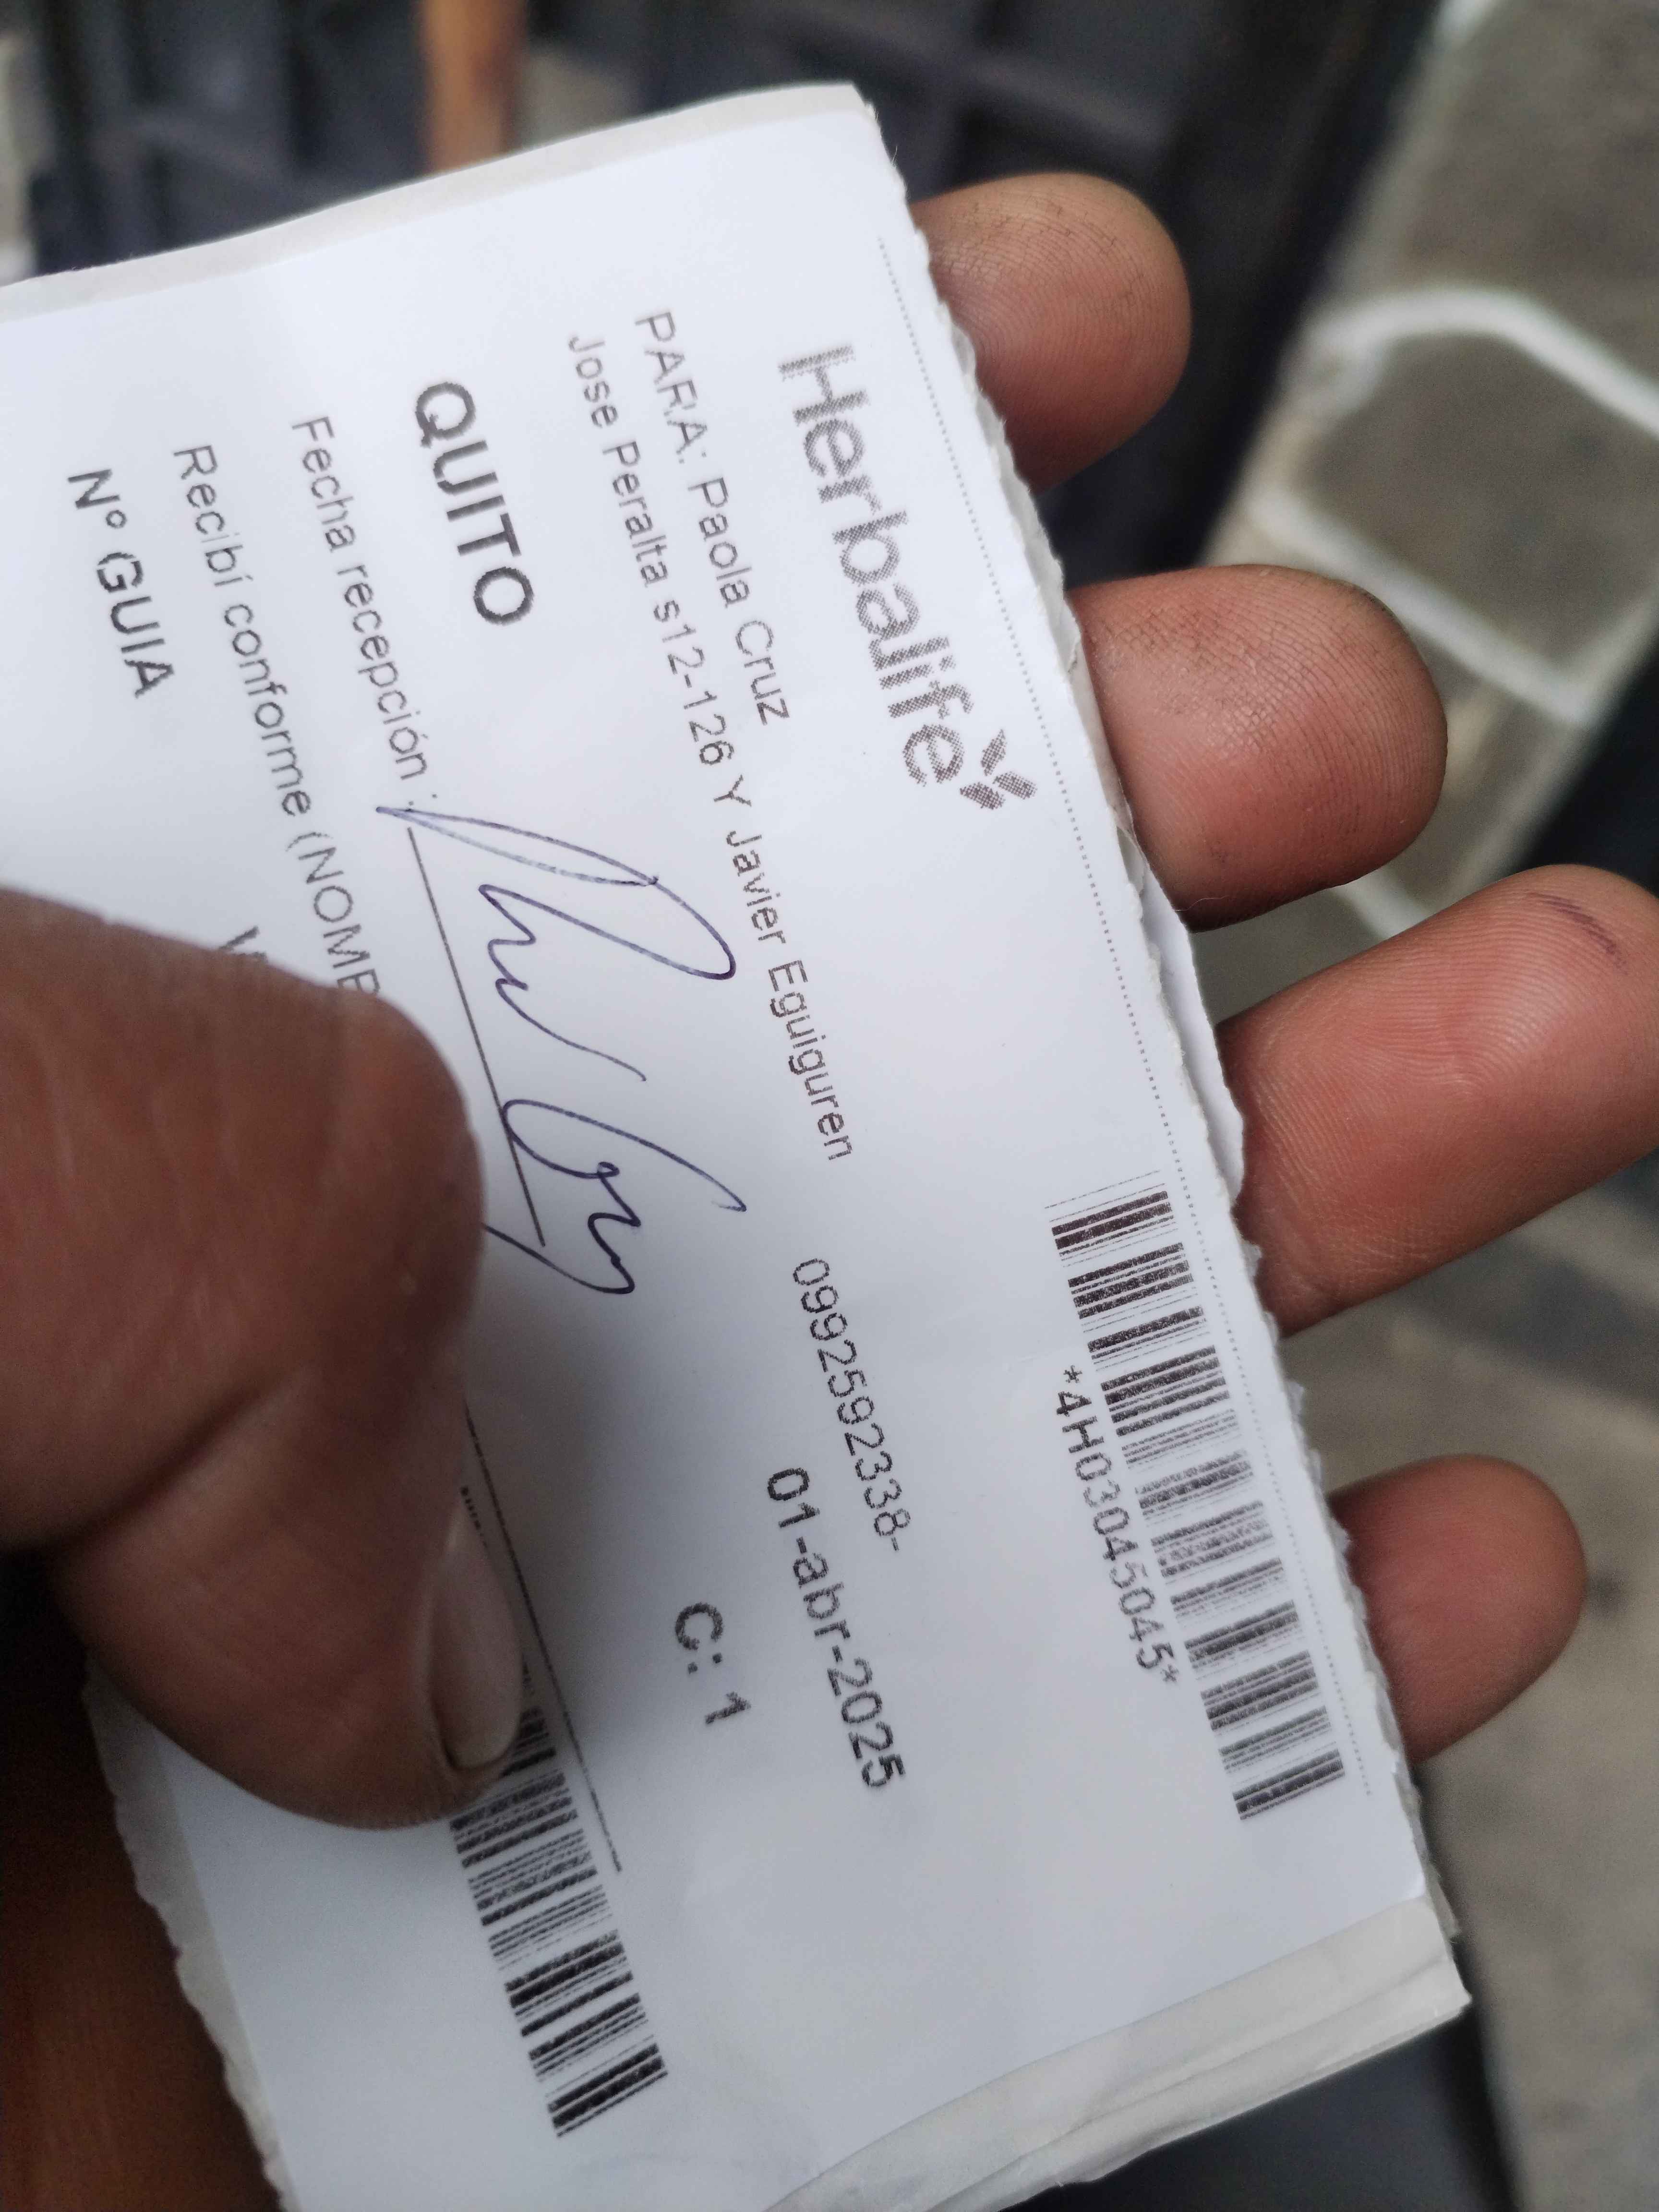 Herbalife
*4H03045045*
PARA: Paola Cruz
0992592338-
Jose Peralta s12-126 Y Javier Eguiguren
01-abr-2025
QUITO
C: 1
Fecha recepción :
Recibí conforme (NOMB
Nº GUIA